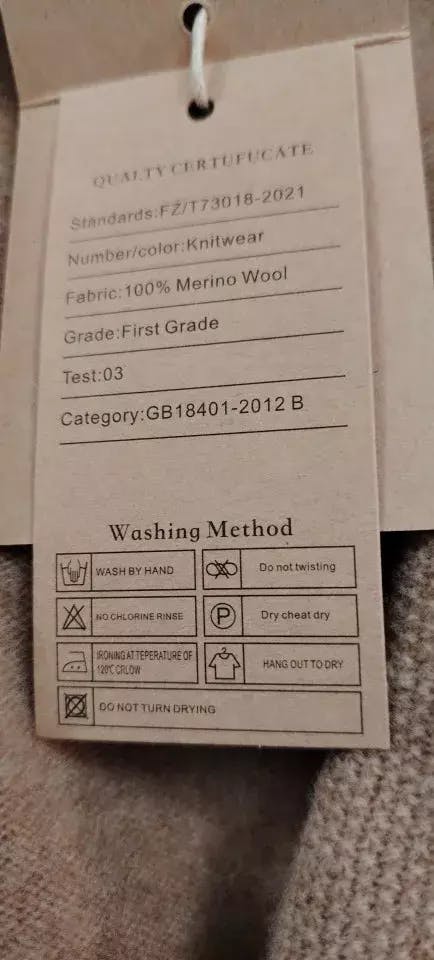 QUALTY CERTUFUCATE
Standards:FZ/T73018-2021
Number/color:Knitwear
Fabric:100% Merino Wool
Grade:First Grade
Test:03
Category:GB18401-2012 B
Washing Method
WASH BY HAND
Do not twisting
NO CHLORINE RINSE
P
Dry cheat dry
IRONING AT TEPERATURE OF
120℃ CRLOW
HANG OUT TO DRY
DO NOT TURN DRYING